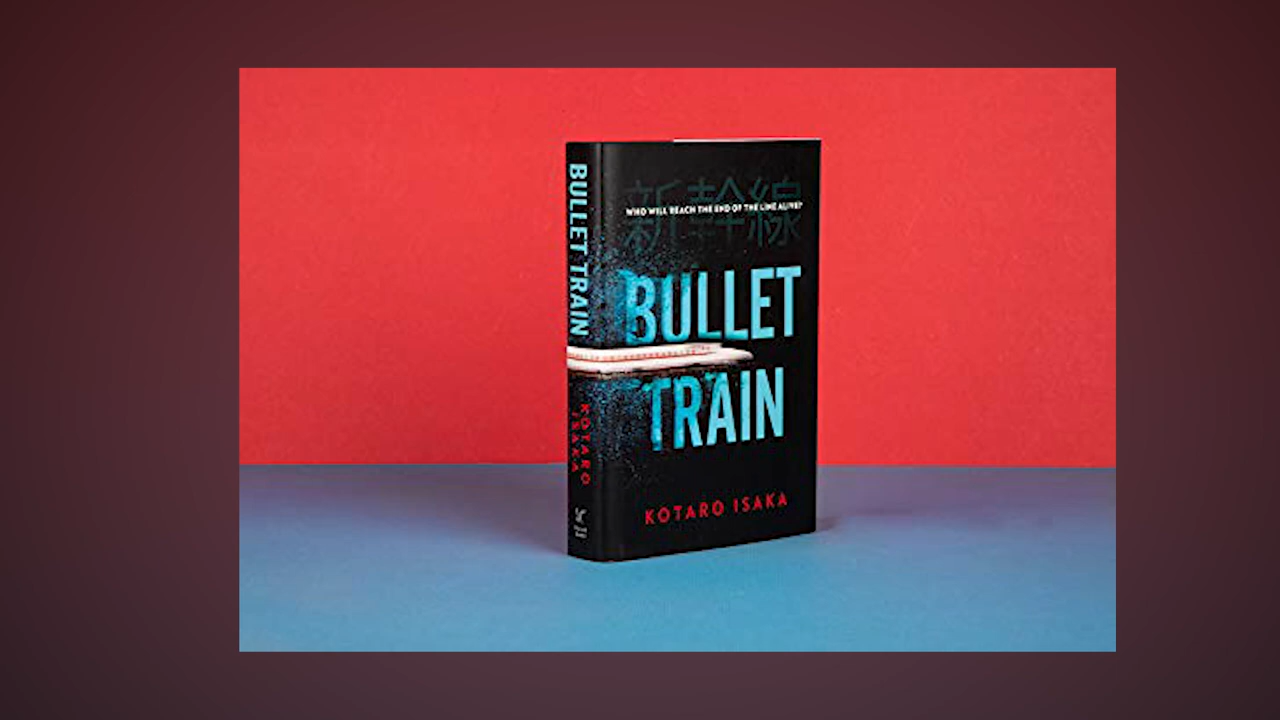 BULLET TRAIN
KOTARO
ISAKA
新幹線
WHO WILL REACH THE END OF THE LINE ALIVE?
BULLET
TRAIN
KOTARO ISAKA